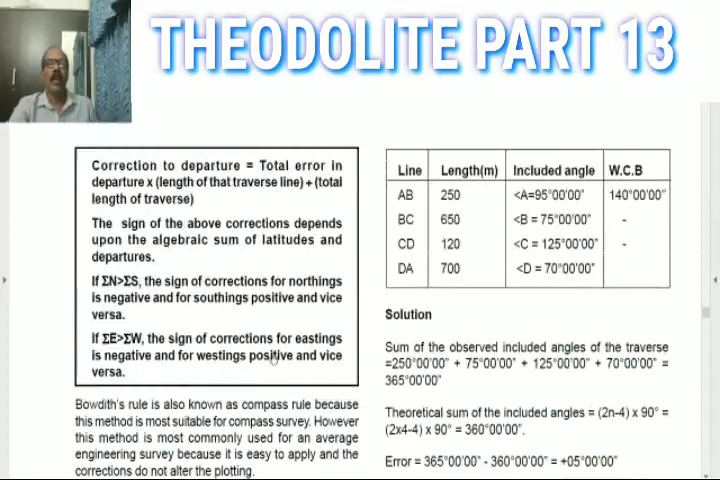 THEODOLITE PART 13
Correction to departure = Total error in
departure x (length of that traverse line) ÷ (total
length of traverse)
The sign of the above corrections depends
upon the algebraic sum of latitudes and
departures.
If ΣN>ΣS, the sign of corrections for northings
is negative and for southings positive and vice
versa.
If ΣE>ΣW, the sign of corrections for eastings
is negative and for westings positive and vice
versa.
Bowdith's rule is also known as compass rule because
this method is most suitable for compass survey. However
this method is most commonly used for an average
engineering survey because it is easy to apply and the
corrections do not alter the plotting.
Line Length(m) Included angle W.C.B
AB 250 <A=95°00'00" 140°00'00"
BC 650 <B = 75°00'00" -
CD 120 <C = 125°00'00" -
DA 700 <D = 70°00'00"
Solution
Sum of the observed included angles of the traverse
=250°00'00" + 75°00'00" + 125°00'00" + 70°00'00" =
365°00'00"
Theoretical sum of the included angles = (2n-4) x 90° =
(2x4-4) x 90° = 360°00'00".
Error = 365°00'00" - 360°00'00" = +05°00'00"